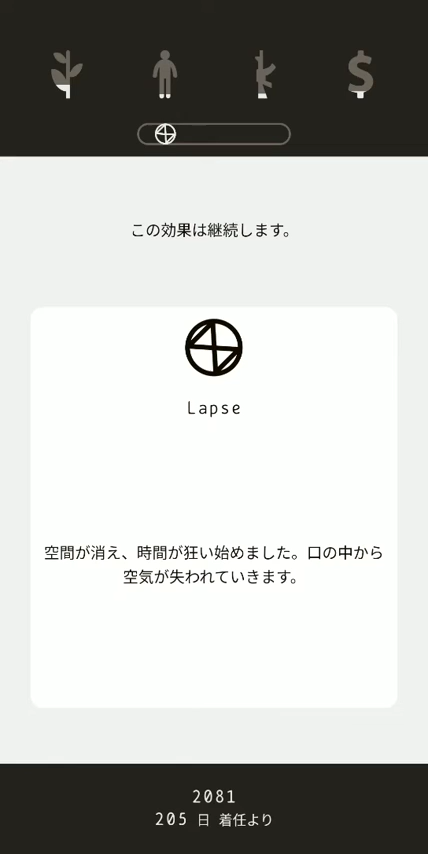 この効果は継続します。
Lapse
空間が消え、時間が狂い始めました。口の中から
空気が失われていきます。
2081
205 日 着任より